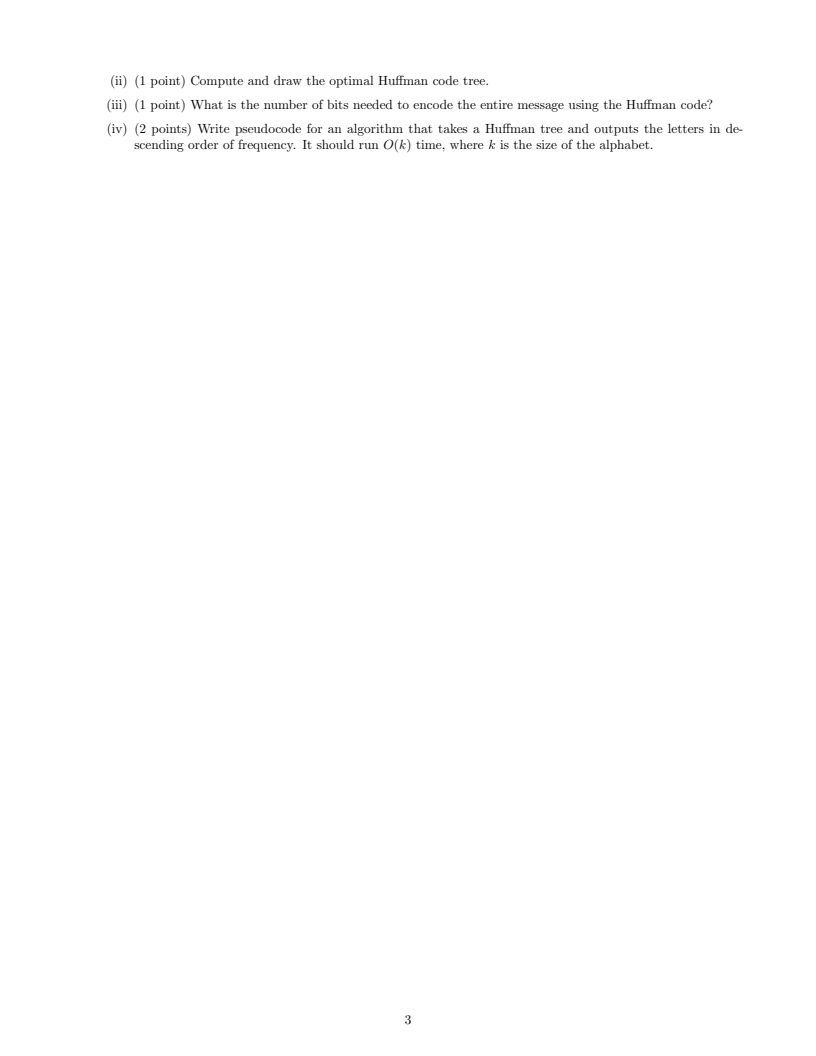 (ii) (1 point) Compute and draw the optimal Huffman code tree.
(iii) (1 point) What is the number of bits needed to encode the entire message using the Huffman code?
(iv) (2 points) Write pseudocode for an algorithm that takes a Huffman tree and outputs the letters in de-
scending order of frequency. It should run O(k) time, where k is the size of the alphabet.
3